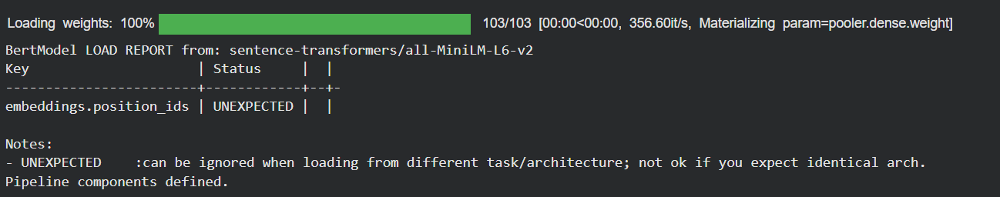 Loading weights: 100% 103/103 [00:00<00:00, 356.60it/s, Materializing param=pooler.dense.weight]
BertModel LOAD REPORT from: sentence-transformers/all-MiniLM-L6-v2
Key                     | Status     |  |
------------------------+------------+--+-
embeddings.position_ids | UNEXPECTED |  |
Notes:
- UNEXPECTED    :can be ignored when loading from different task/architecture; not ok if you expect identical arch.
Pipeline components defined.